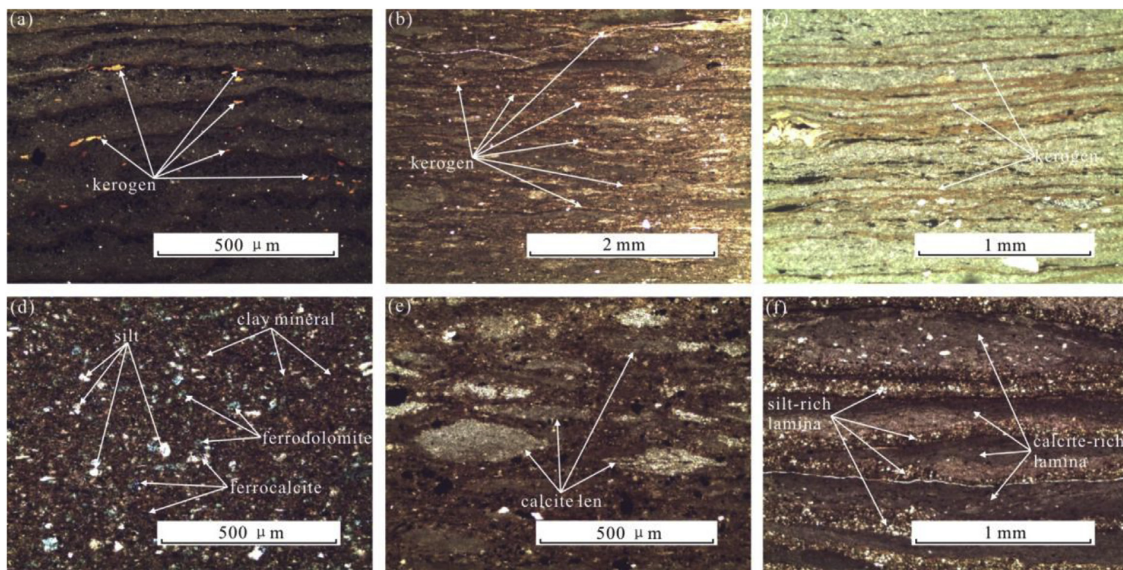 (a)
kerogen
500 μm
(b)
kerogen
2 mm
(c)
kerogen
1 mm
(d)
silt
clay mineral
ferrodolomite
ferrocalcite
500 μm
(e)
calcite len
500 μm
(f)
silt-rich
lamina
calcite-rich
lamina
1 mm